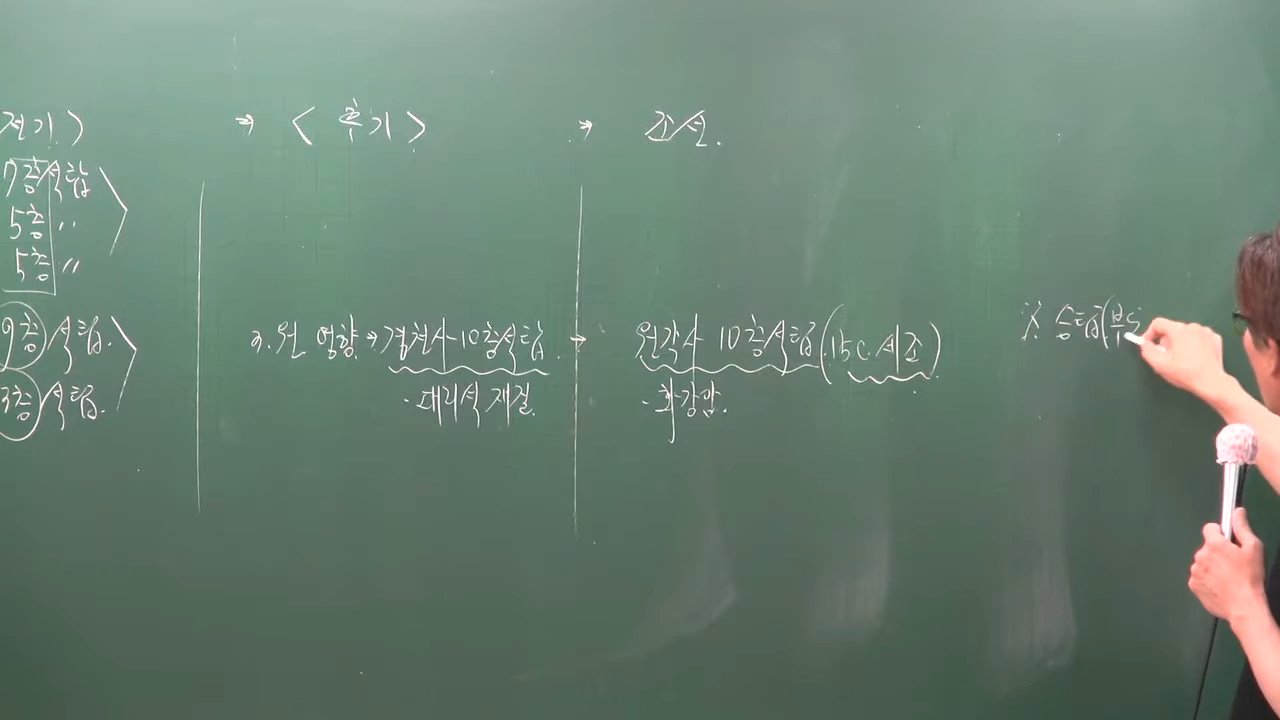 전기 > → < 후기 > → 조선.
7층석탑
5층 "
5층 "
9층 석탑.
3층 석탑.
원 영향 → 경천사 10층석탑 →
· 대리석 재질.
원각사 10층석탑 (15C 세조)
- 화강암.
※ 승탑(부도